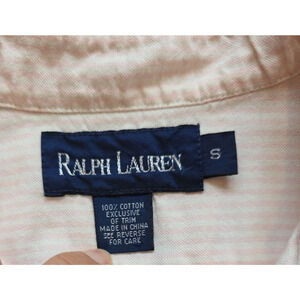 RALPH LAUREN
S
100% COTTON
EXCLUSIVE
OF TRIM
MADE IN CHINA
SEE REVERSE
FOR CARE